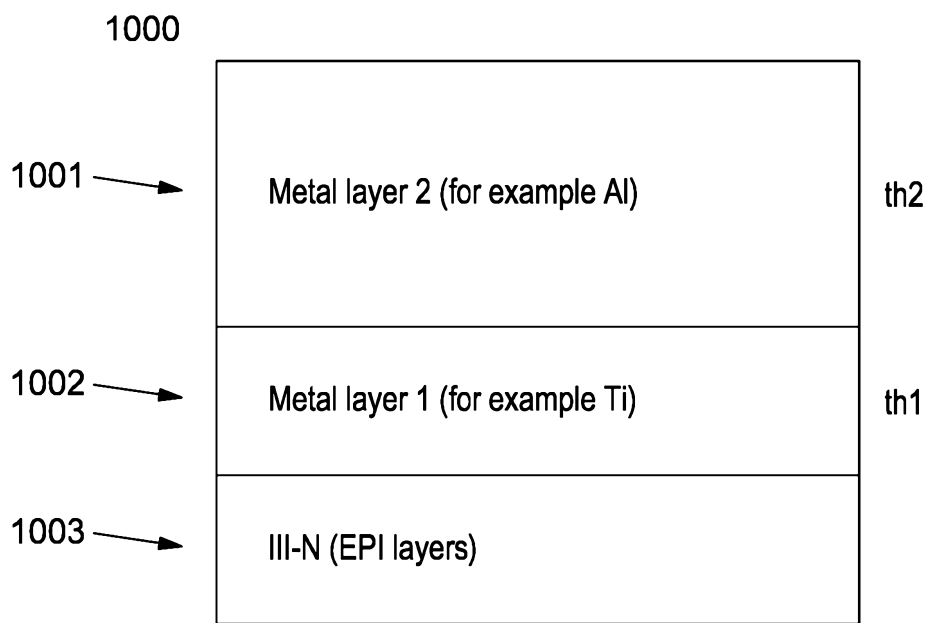 1000
1001
Metal layer 2 (for example Al)
th2
1002
Metal layer 1 (for example Ti)
th1
1003
III-N (EPI layers)